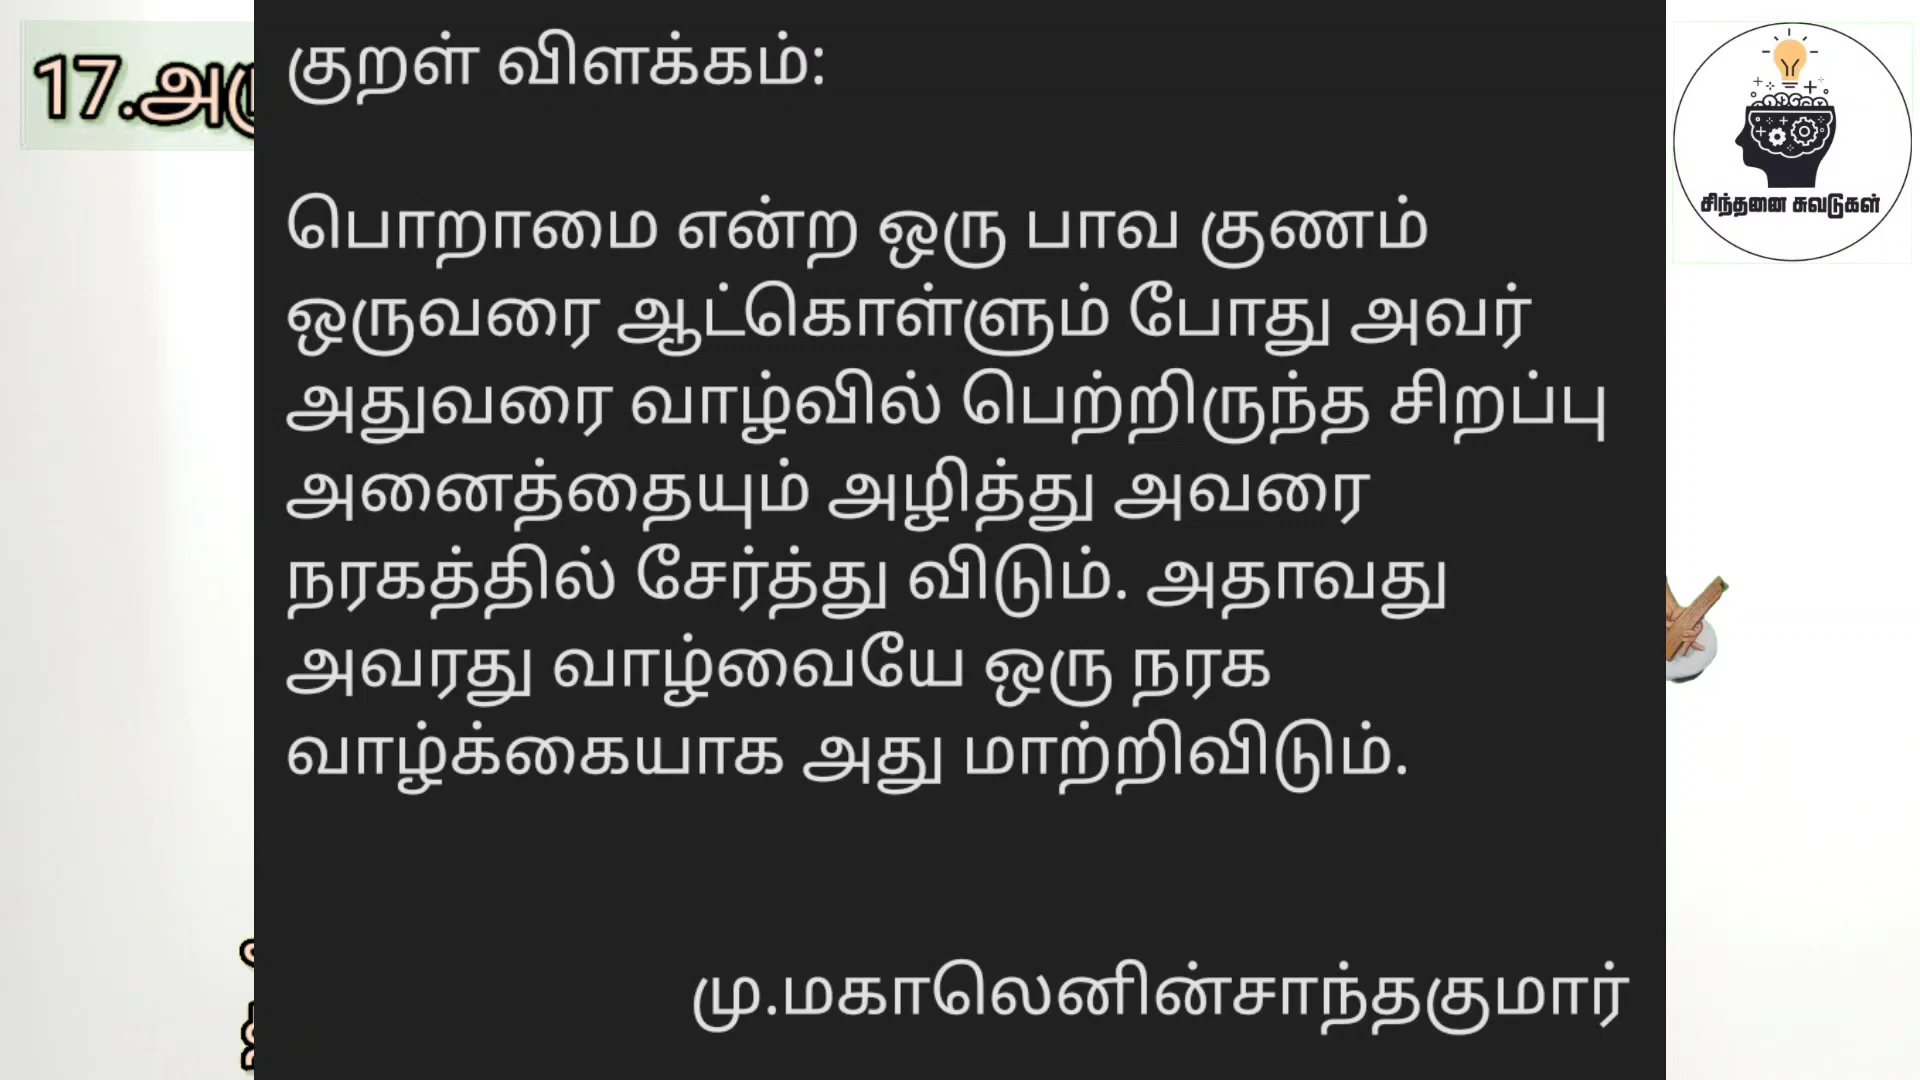 குறள் விளக்கம்:
பொறாமை என்ற ஒரு பாவ குணம்
ஒருவரை ஆட்கொள்ளும் போது அவர்
அதுவரை வாழ்வில் பெற்றிருந்த சிறப்பு
அனைத்தையும் அழித்து அவரை
நரகத்தில் சேர்த்து விடும். அதாவது
அவரது வாழ்வையே ஒரு நரக
வாழ்க்கையாக அது மாற்றிவிடும்.
மு.மகாலெனின்சாந்தகுமார்
17.அரு
சிந்தனை சுவடுகள்